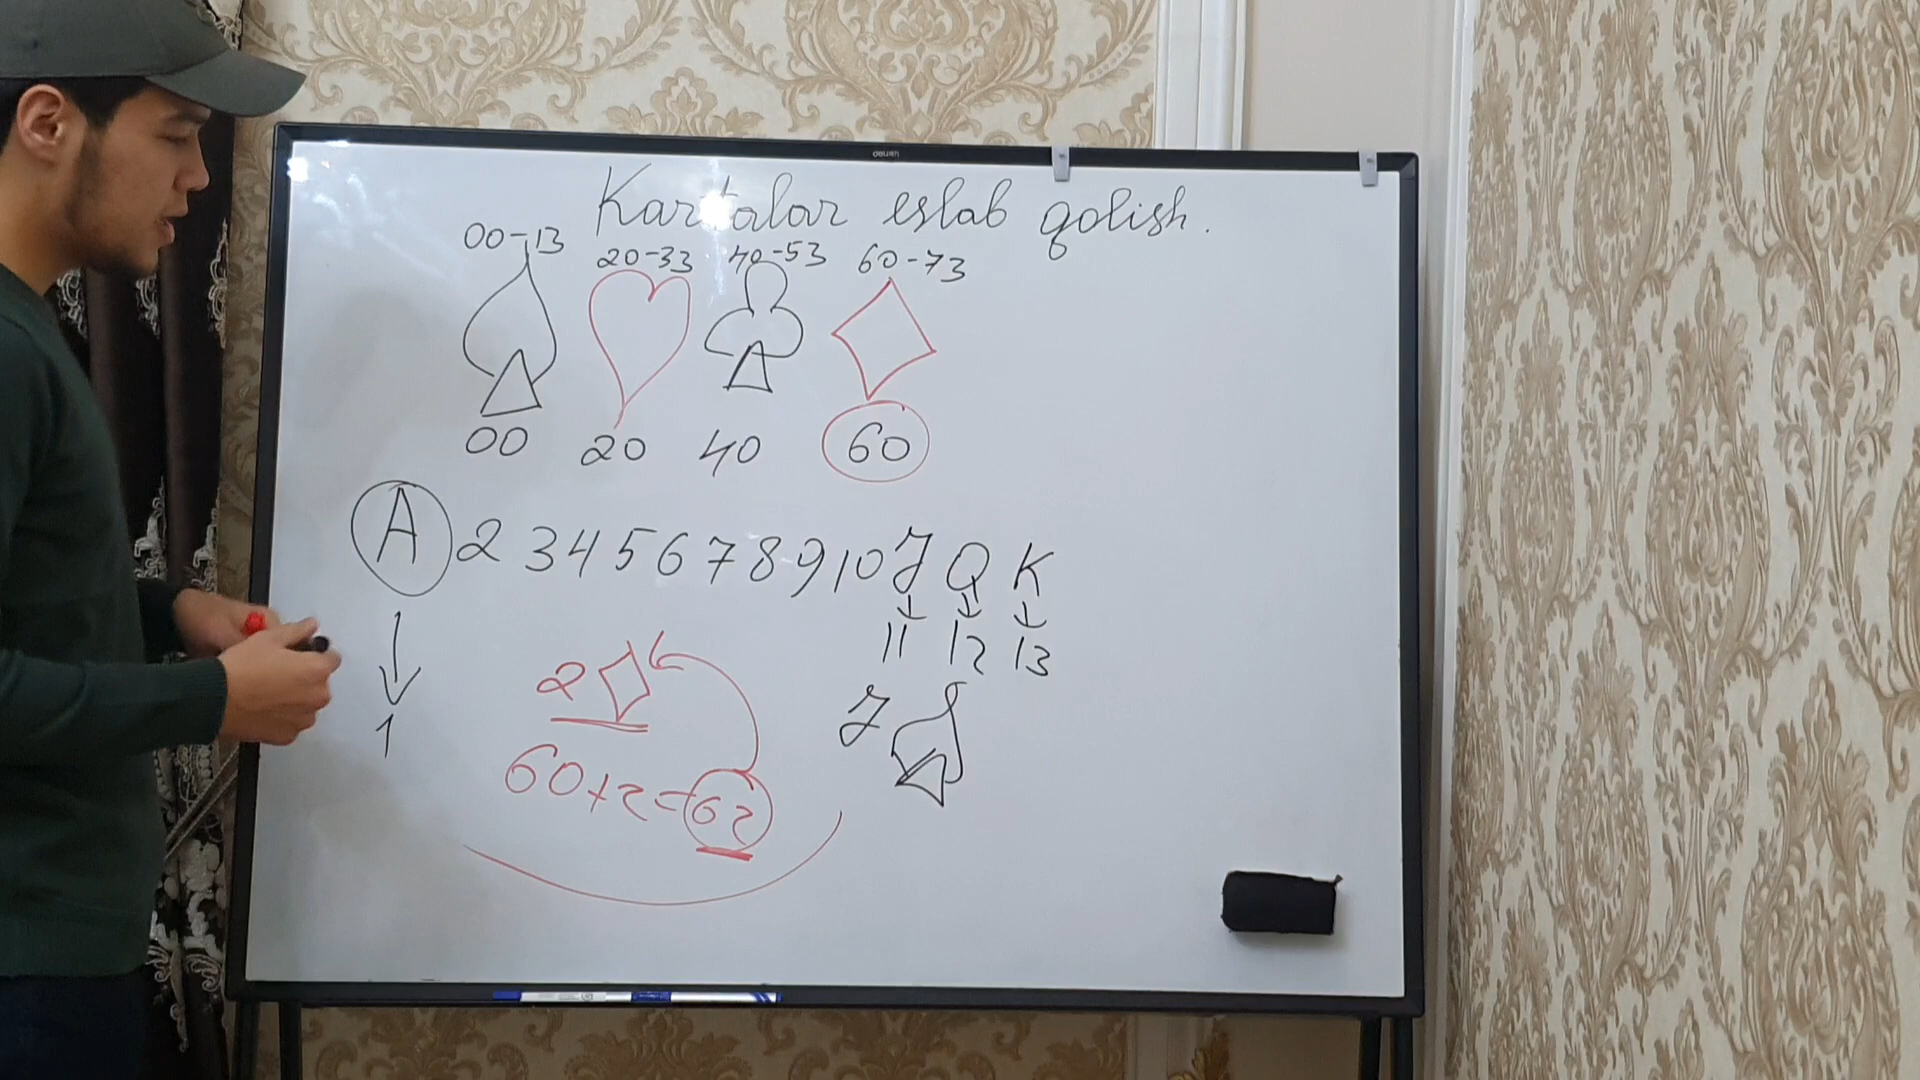 Kartalar eslab qolish.
00-13 20-33 40-53 60-73
00 20 40 60
A 2 3 4 5 6 7 8 9 10 J Q K
11 12 13
1
2
J
60+2=62